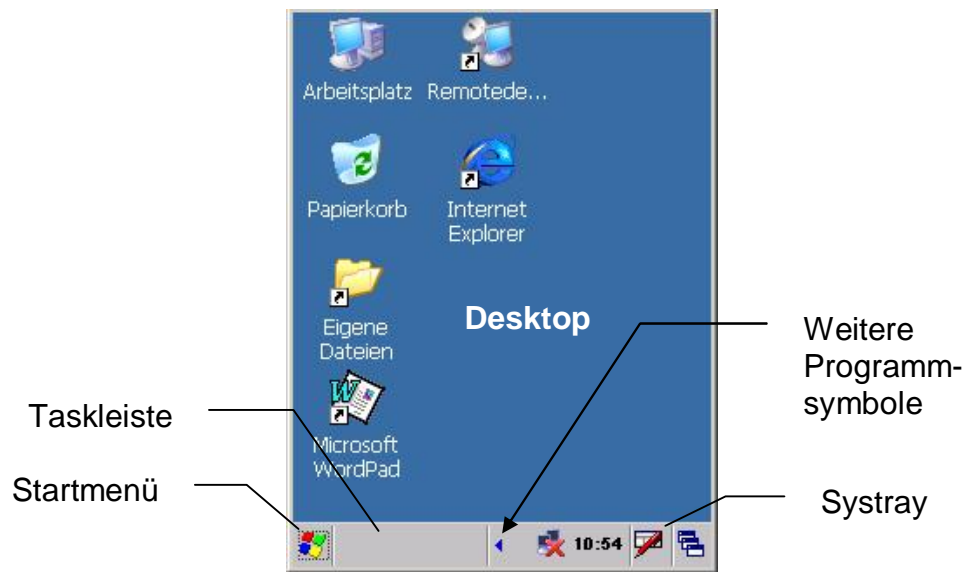 Arbeitsplatz
Remotede...
Papierkorb
Internet
Explorer
Eigene
Dateien
Desktop
Microsoft
WordPad
10:54
Taskleiste
Startmenü
Weitere
Programm-
symbole
Systray